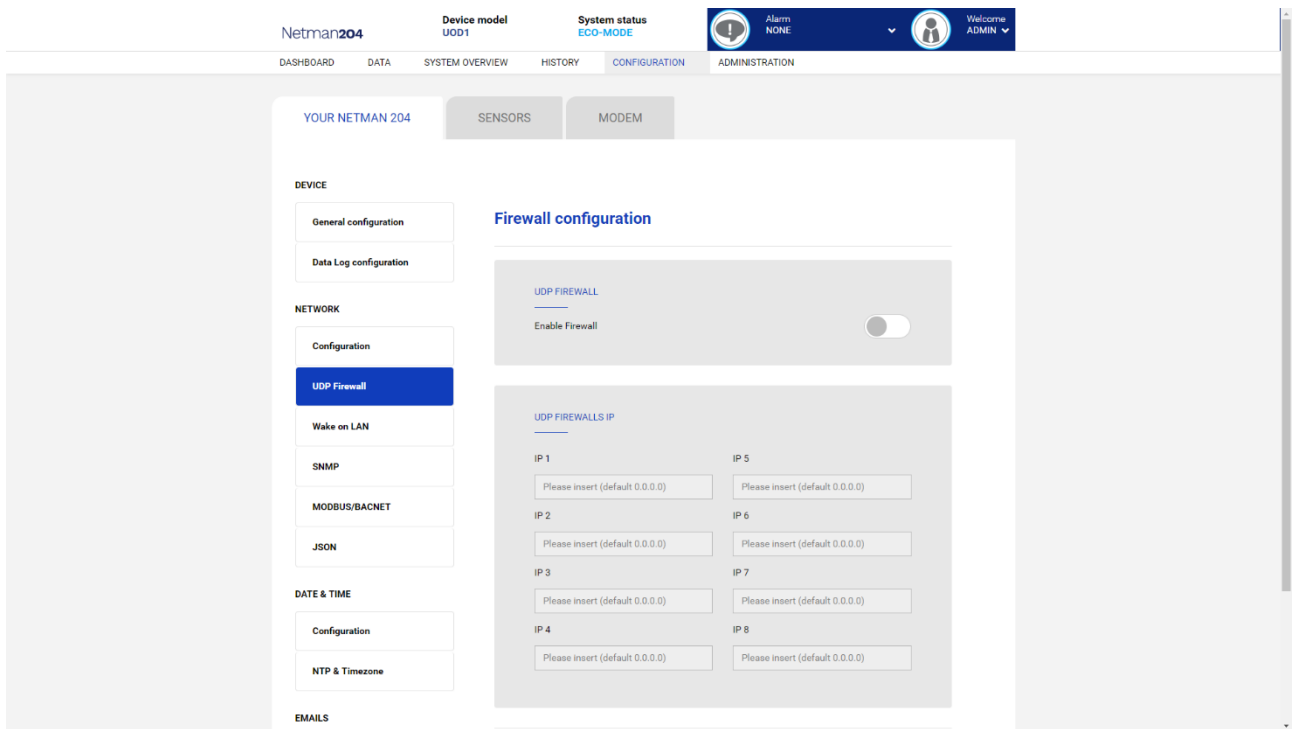 Netman204
Device model
UOD1
System status
ECO-MODE
Alarm
NONE
Welcome
ADMIN
DASHBOARD DATA SYSTEM OVERVIEW HISTORY CONFIGURATION ADMINISTRATION
YOUR NETMAN 204 SENSORS MODEM
DEVICE
General configuration
Data Log configuration
NETWORK
Configuration
UDP Firewall
Wake on LAN
SNMP
MODBUS/BACNET
JSON
DATE & TIME
Configuration
NTP & Timezone
EMAILS
Firewall configuration
UDP FIREWALL
Enable Firewall
UDP FIREWALLS IP
IP 1 IP 5
Please insert (default 0.0.0.0) Please insert (default 0.0.0.0)
IP 2 IP 6
Please insert (default 0.0.0.0) Please insert (default 0.0.0.0)
IP 3 IP 7
Please insert (default 0.0.0.0) Please insert (default 0.0.0.0)
IP 4 IP 8
Please insert (default 0.0.0.0) Please insert (default 0.0.0.0)